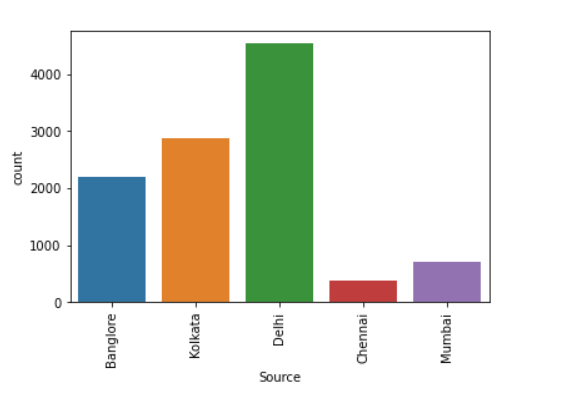 4000
3000
2000
1000
0
count
Banglore
Kolkata
Delhi
Chennai
Mumbai
Source